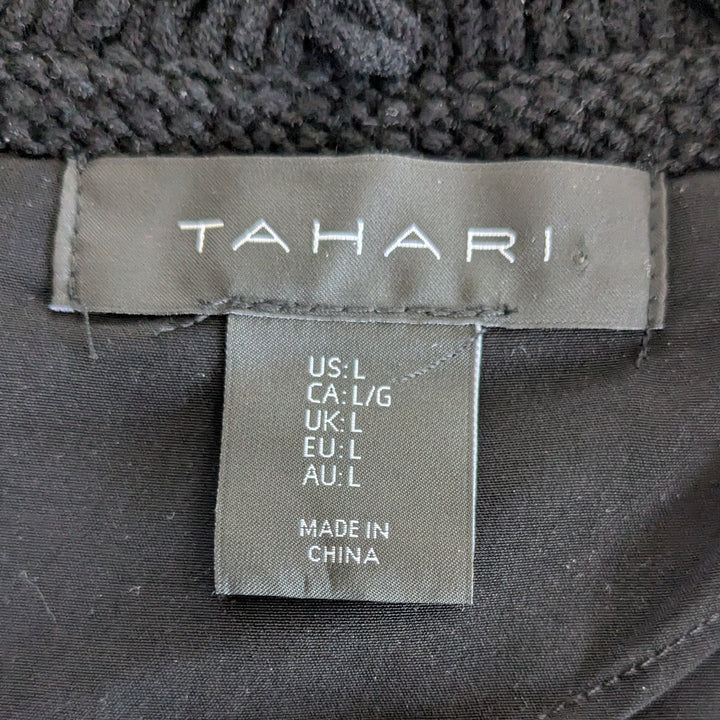 TAHARI
US: L
CA: L/G
UK: L
EU: L
AU: L
MADE IN
CHINA